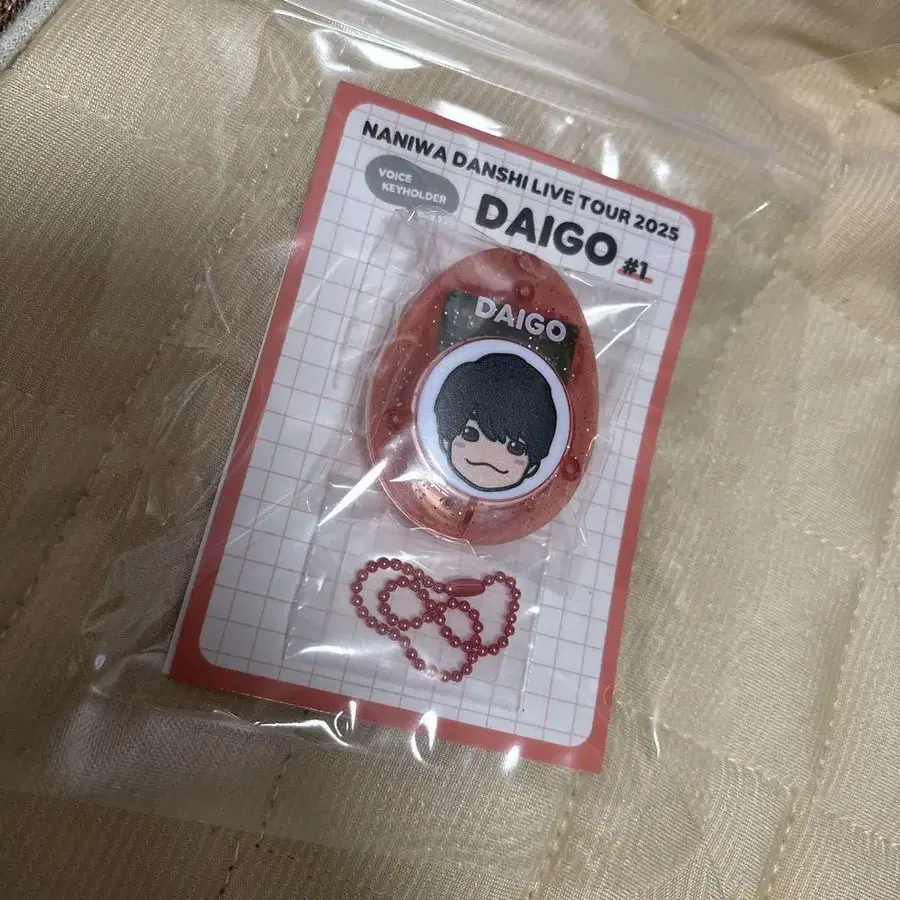 NANIWA DANSHI LIVE TOUR 2025
VOICE
KEYHOLDER
DAIGO #1
DAIGO